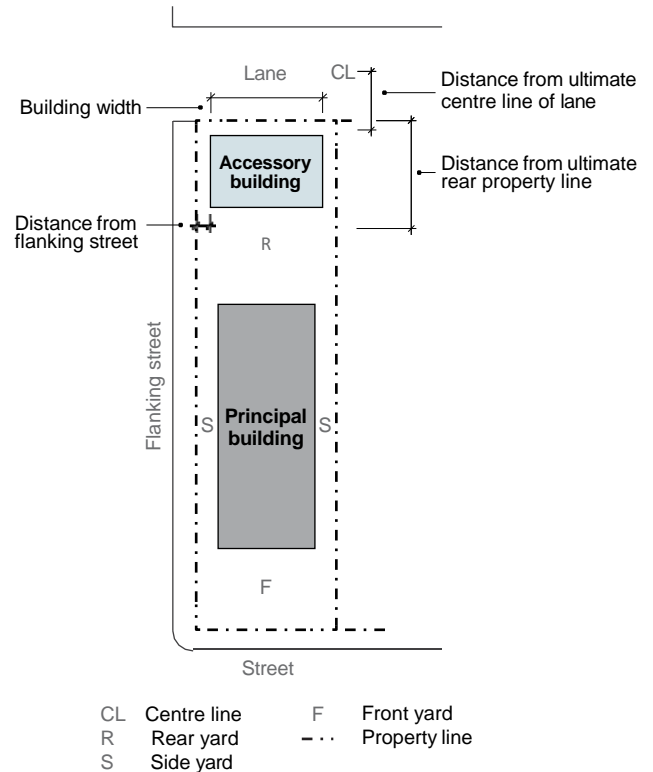 Lane
CL
Distance from ultimate
centre line of lane
Building width
Accessory
building
Distance from ultimate
rear property line
Distance from
flanking street
R
Flanking street
S
Principal
building
S
F
Street
CL Centre line
F Front yard
R Rear yard
Property line
S Side yard